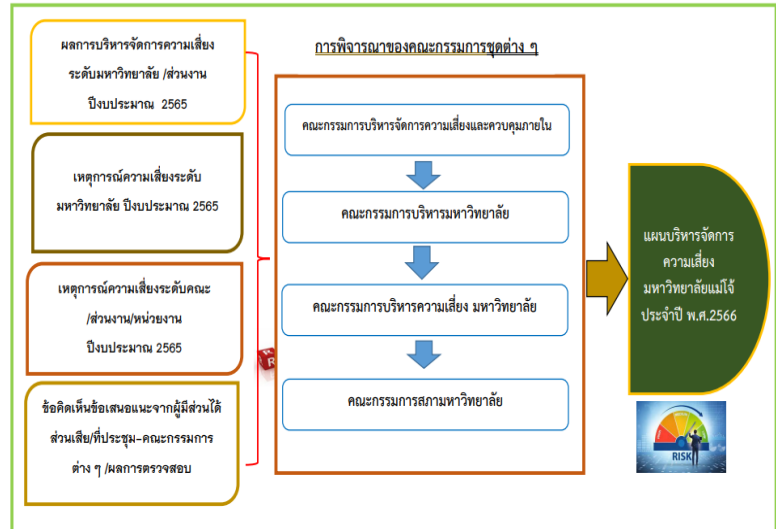 ผลการบริหารจัดการความเสี่ยง
ระดับมหาวิทยาลัย /ส่วนงาน
ปีงบประมาณ 2565
เหตุการณ์ความเสี่ยงระดับ
มหาวิทยาลัย ปีงบประมาณ 2565
เหตุการณ์ความเสี่ยงระดับคณะ
/ส่วนงาน/หน่วยงาน
ปีงบประมาณ 2565
ข้อคิดเห็นข้อเสนอแนะจากผู้มีส่วนได้
ส่วนเสีย/ที่ประชุม-คณะกรรมการ
ต่าง ๆ /ผลการตรวจสอบ
R
การพิจารณาของคณะกรรมการชุดต่าง ๆ
คณะกรรมการบริหารจัดการความเสี่ยงและควบคุมภายใน
คณะกรรมการบริหารมหาวิทยาลัย
คณะกรรมการบริหารความเสี่ยง มหาวิทยาลัย
คณะกรรมการสภามหาวิทยาลัย
แผนบริหารจัดการ
ความเสี่ยง
มหาวิทยาลัยแม่โจ้
ประจำปี พ.ศ.2566
RISK